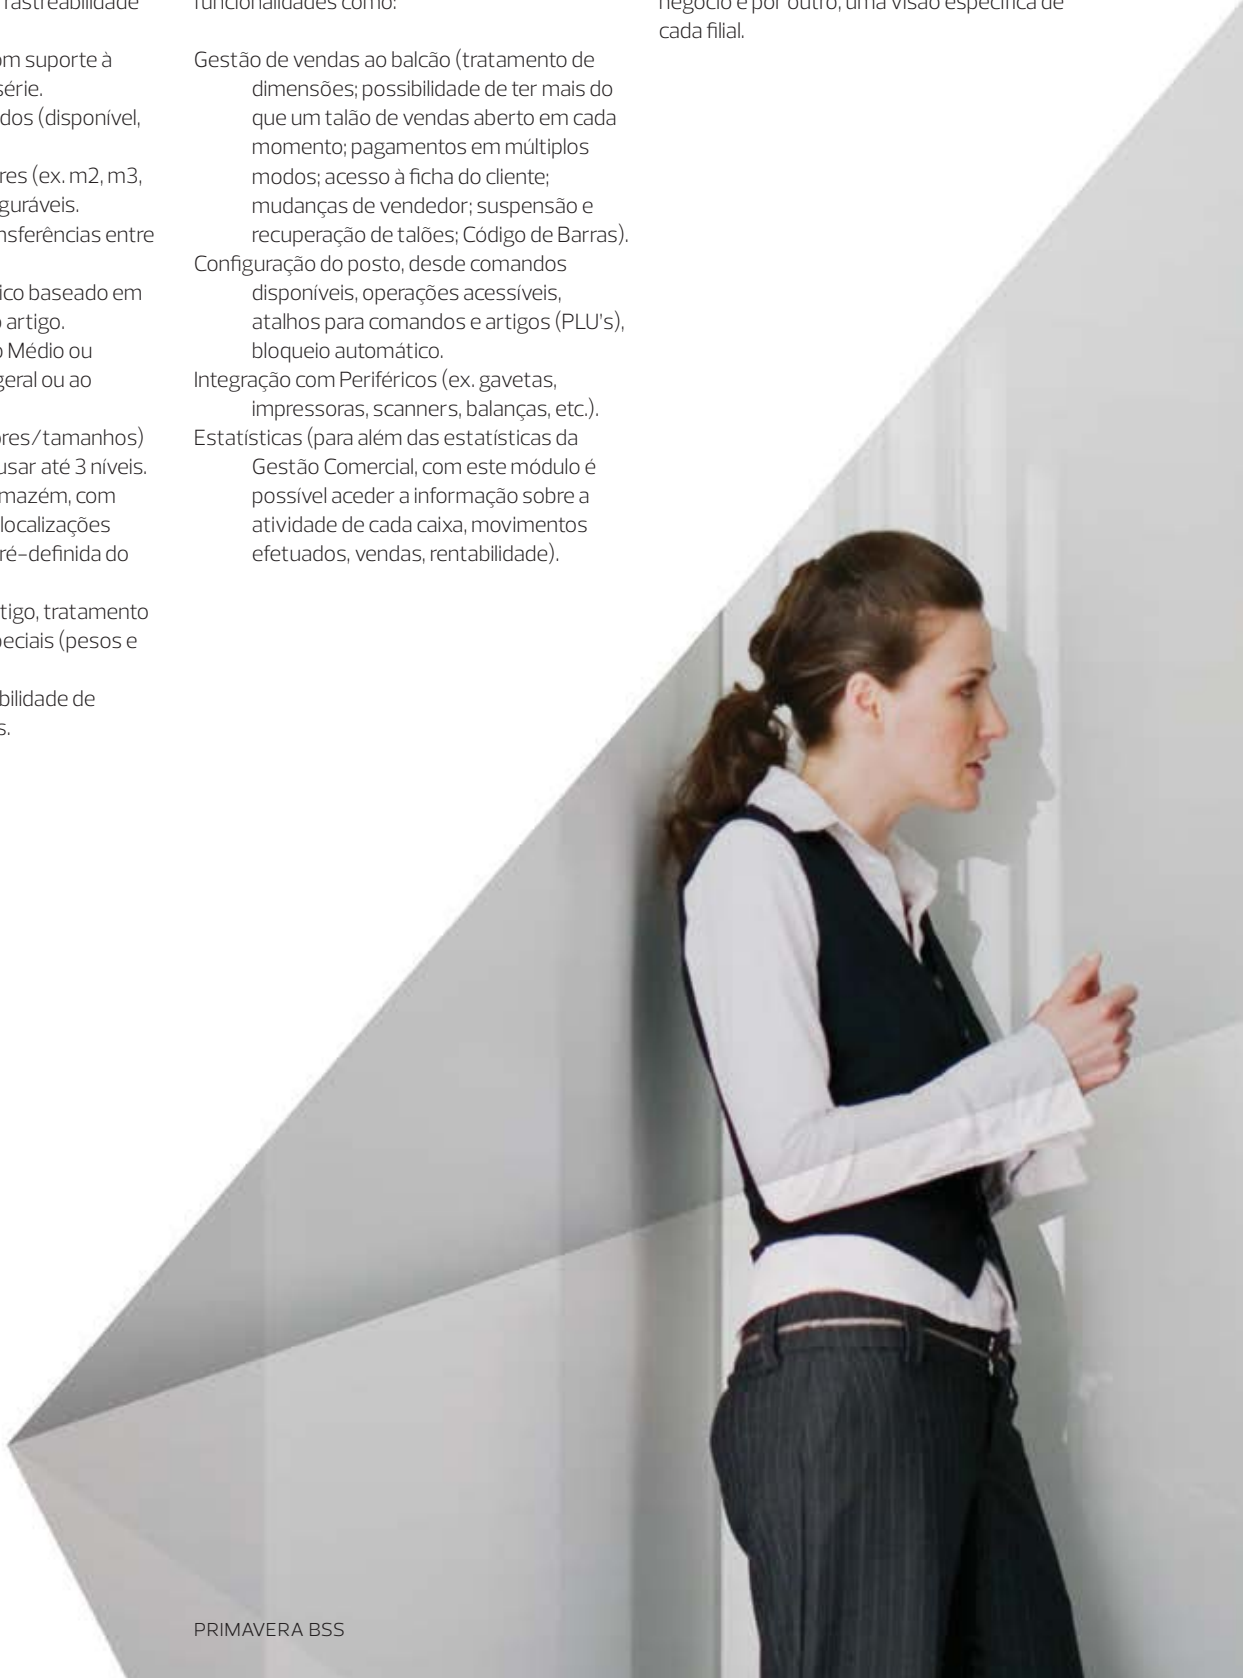 rastreabilidade
om suporte à
série.
dos (disponível,
res (ex. m2, m3,
guráveis.
nsferências entre
ico baseado em
o artigo.
o Médio ou
geral ou ao
ores/tamanhos)
usar até 3 níveis.
mazém, com
localizações
ré-definida do
tigo, tratamento
peciais (pesos e
bilidade de
s.
funcionalidades como:
Gestão de vendas ao balcão (tratamento de
dimensões; possibilidade de ter mais do
que um talão de vendas aberto em cada
momento; pagamentos em múltiplos
modos; acesso à ficha do cliente;
mudanças de vendedor; suspensão e
recuperação de talões; Código de Barras).
Configuração do posto, desde comandos
disponíveis, operações acessíveis,
atalhos para comandos e artigos (PLU's),
bloqueio automático.
Integração com Periféricos (ex. gavetas,
impressoras, scanners, balanças, etc.).
Estatísticas (para além das estatísticas da
Gestão Comercial, com este módulo é
possível aceder a informação sobre a
atividade de cada caixa, movimentos
efetuados, vendas, rentabilidade).
negócio e por outro, uma visão específica de
cada filial.
PRIMAVERA BSS